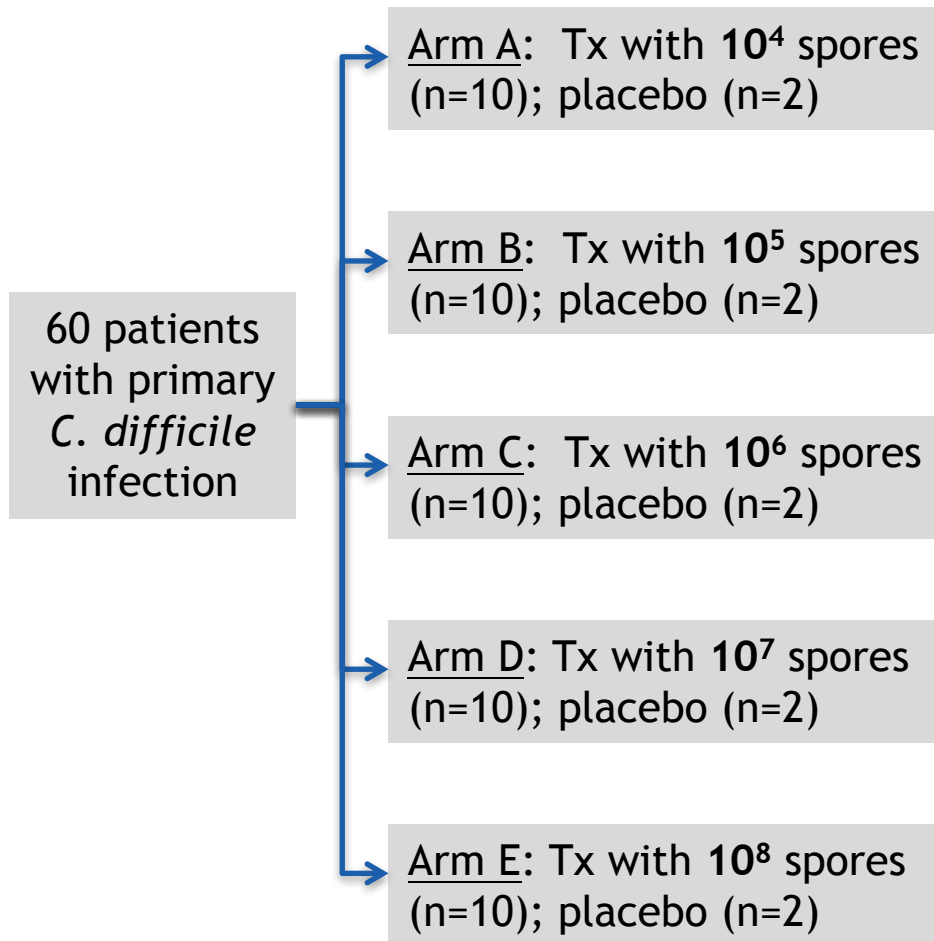 60 patients
with primary
C. difficile
infection
Arm A: Tx with 10⁴ spores
(n=10); placebo (n=2)
Arm B: Tx with 10⁵ spores
(n=10); placebo (n=2)
Arm C: Tx with 10⁶ spores
(n=10); placebo (n=2)
Arm D: Tx with 10⁷ spores
(n=10); placebo (n=2)
Arm E: Tx with 10⁸ spores
(n=10); placebo (n=2)